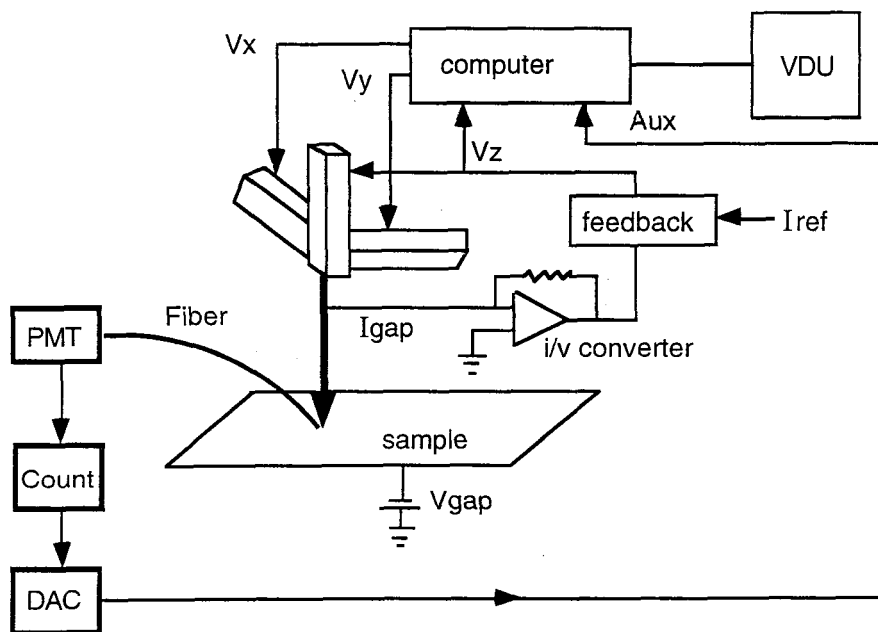 Vx
computer
VDU
Vy
Aux
Vz
feedback
Iref
Fiber
PMT
Igap
i/v converter
sample
Count
Vgap
DAC